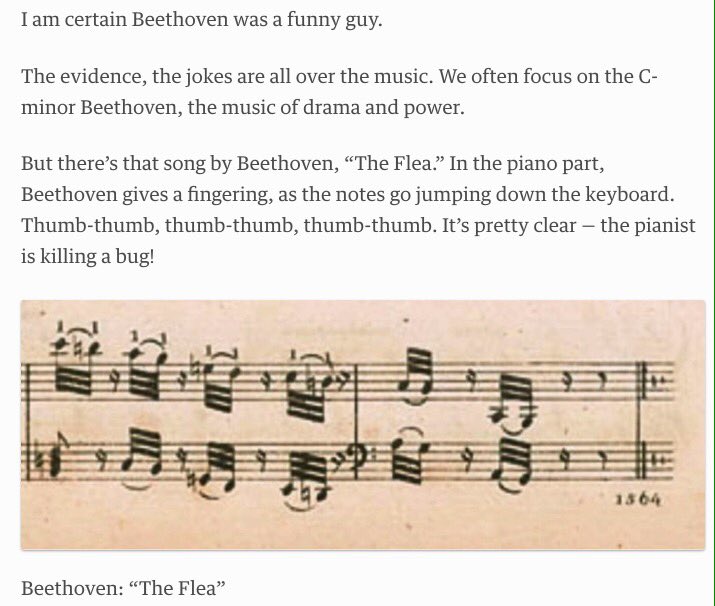 I am certain Beethoven was a funny guy.
The evidence, the jokes are all over the music. We often focus on the C-
minor Beethoven, the music of drama and power.
But there’s that song by Beethoven, “The Flea.” In the piano part,
Beethoven gives a fingering, as the notes go jumping down the keyboard.
Thumb-thumb, thumb-thumb, thumb-thumb. It’s pretty clear — the pianist
is killing a bug!
1 1 1 1 1 1 1 1
1564
Beethoven: “The Flea”